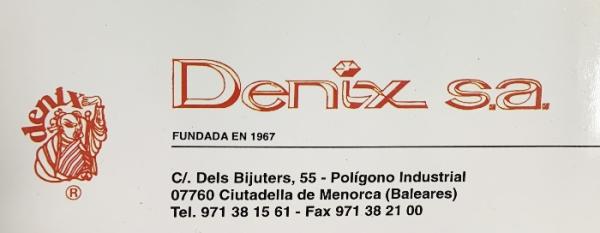 denix
®
Denix s.a.
FUNDADA EN 1967
C/. Dels Bijuters, 55 - Polígono Industrial
07760 Ciutadella de Menorca (Baleares)
Tel. 971 38 15 61 - Fax 971 38 21 00